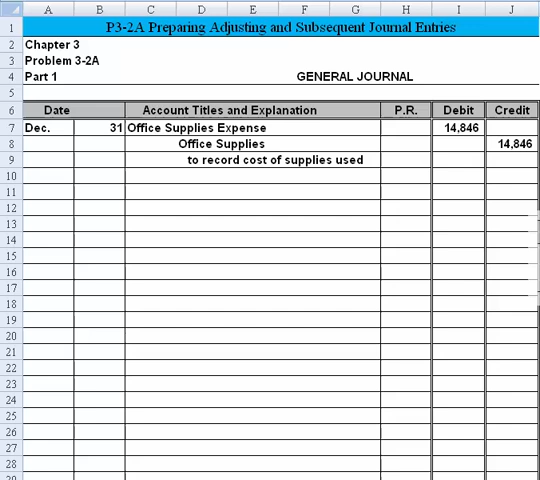 A B C D E F G H I J
1 P3-2A Preparing Adjusting and Subsequent Journal Entries
2 Chapter 3
3 Problem 3-2A
4 Part 1 GENERAL JOURNAL
5
6 Date Account Titles and Explanation P.R. Debit Credit
7 Dec. 31 Office Supplies Expense 14,846
8 Office Supplies 14,846
9 to record cost of supplies used
10
11
12
13
14
15
16
17
18
19
20
21
22
23
24
25
26
27
28
29